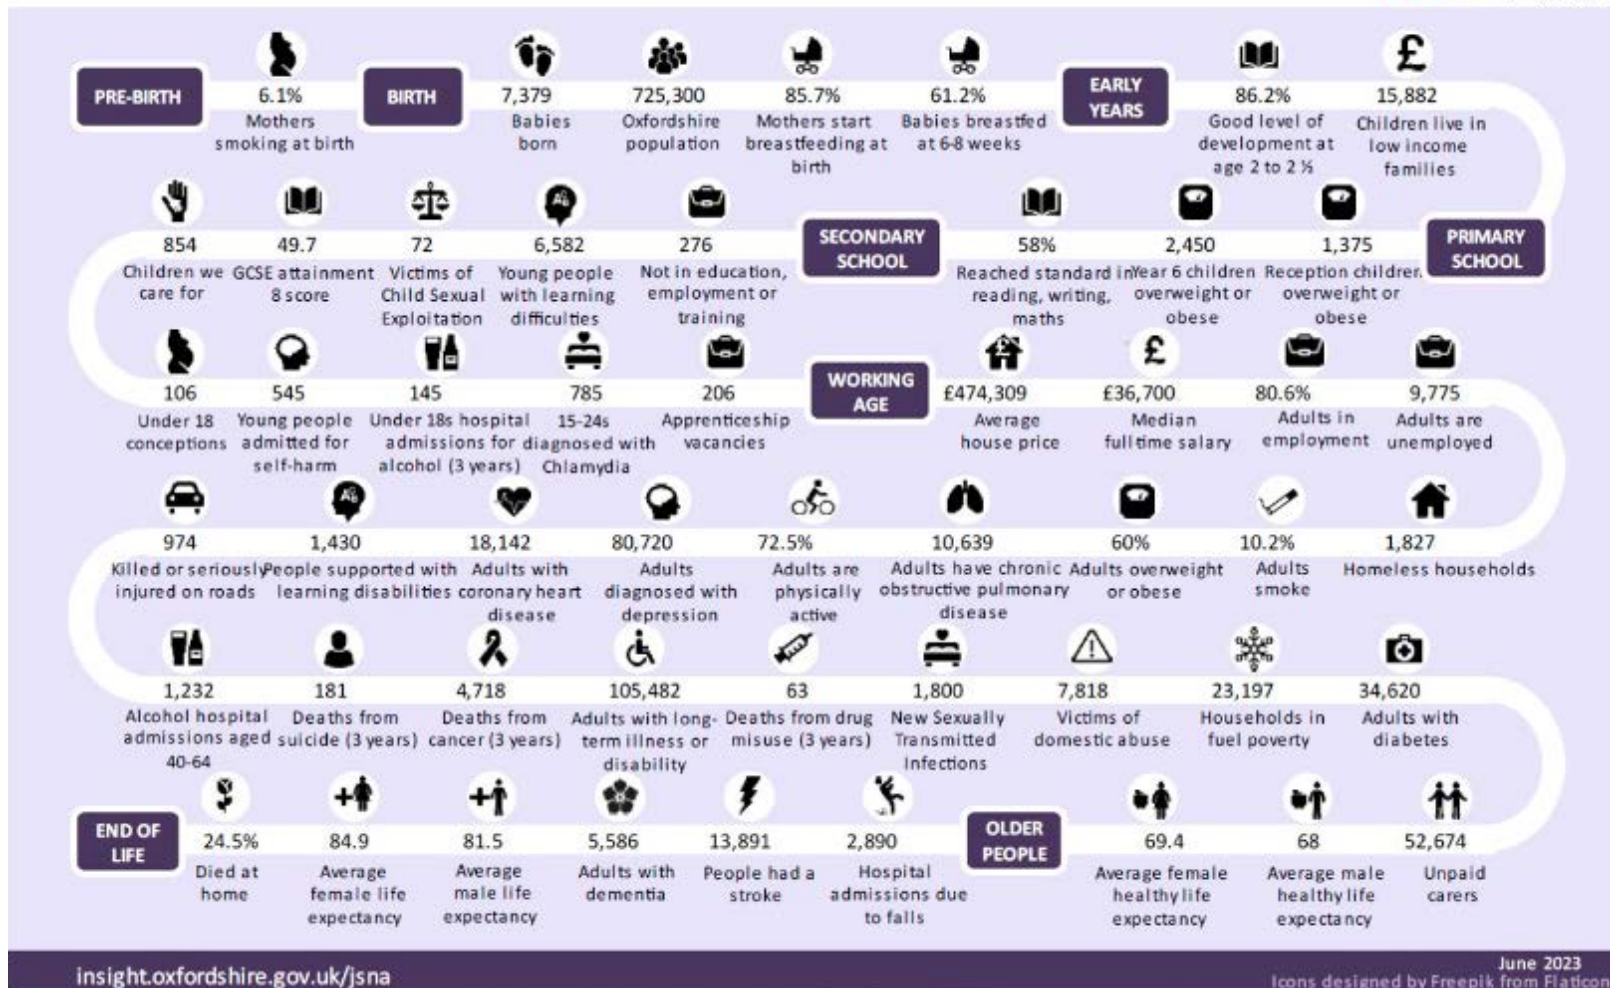 PRE-BIRTH
6.1%
Mothers
smoking at birth
BIRTH
7,379
Babies
born
725,300
Oxfordshire
population
85.7%
Mothers start
breastfeeding at
birth
61.2%
Babies breastfed
at 6-8 weeks
EARLY
YEARS
86.2%
Good level of
development at
age 2 to 2 ½
£
15,882
Children live in
low income
families
PRIMARY
SCHOOL
1,375
Reception children
overweight or
obese
2,450
Year 6 children
overweight or
obese
58%
Reached standard in
reading, writing,
maths
SECONDARY
SCHOOL
276
Not in education,
employment or
training
6,582
Young people
with learning
difficulties
72
Victims of
Child Sexual
Exploitation
49.7
GCSE attainment
8 score
854
Children we
care for
106
Under 18
conceptions
545
Young people
admitted for
self-harm
145
Under 18s hospital
admissions for
alcohol (3 years)
785
15-24s
diagnosed with
Chlamydia
206
Apprenticeship
vacancies
WORKING
AGE
£
£474,309
Average
house price
£
£36,700
Median
full time salary
80.6%
Adults in
employment
9,775
Adults are
unemployed
1,827
Homeless households
10.2%
Adults
smoke
60%
Adults overweight
or obese
10,639
Adults have chronic
obstructive pulmonary
disease
72.5%
Adults are
physically
active
80,720
Adults
diagnosed with
depression
18,142
Adults with
coronary heart
disease
1,430
People supported with
learning disabilities
974
Killed or seriously
injured on roads
1,232
Alcohol hospital
admissions aged
40-64
181
Deaths from
suicide (3 years)
4,718
Deaths from
cancer (3 years)
105,482
Adults with long-
term illness or
disability
63
Deaths from drug
misuse (3 years)
1,800
New Sexually
Transmitted
Infections
7,818
Victims of
domestic abuse
23,197
Households in
fuel poverty
34,620
Adults with
diabetes
52,674
Unpaid
carers
68
Average male
healthy life
expectancy
69.4
Average female
healthy life
expectancy
OLDER
PEOPLE
2,890
Hospital
admissions due
to falls
13,891
People had a
stroke
5,586
Adults with
dementia
81.5
Average
male life
expectancy
84.9
Average
female life
expectancy
24.5%
Died at
home
END OF
LIFE
insight.oxfordshire.gov.uk/jsna
June 2023
Icons designed by Freepik from Flaticon